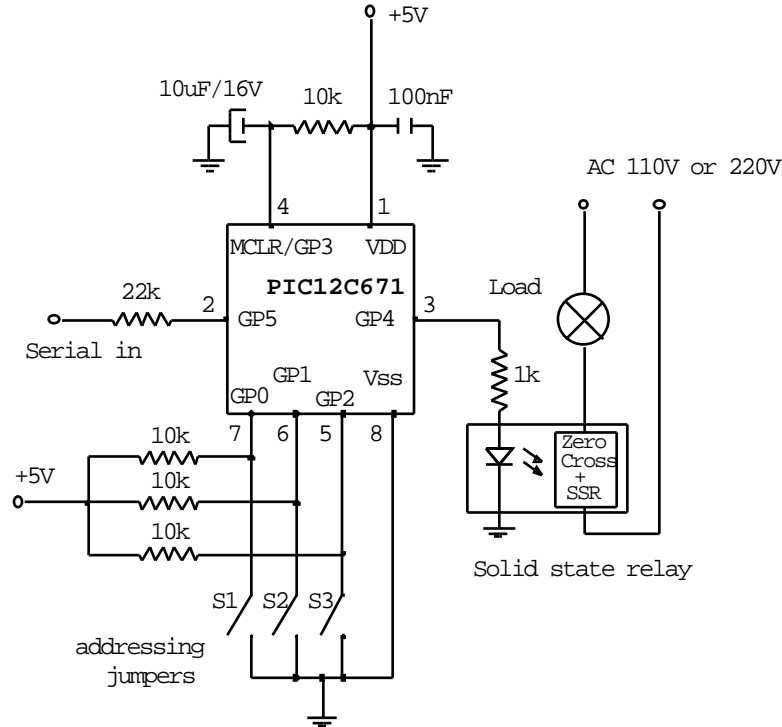 +5V
10uF/16V
10k
100nF
AC 110V or 220V
4
1
MCLR/GP3
VDD
PIC12C671
22k
2
3
Load
GP5
GP4
Serial in
1k
GP1
Vss
GP0
GP2
7
6
5
8
10k
Zero
Cross
+
SSR
+5V
10k
10k
Solid state relay
S1
S2
S3
addressing
jumpers